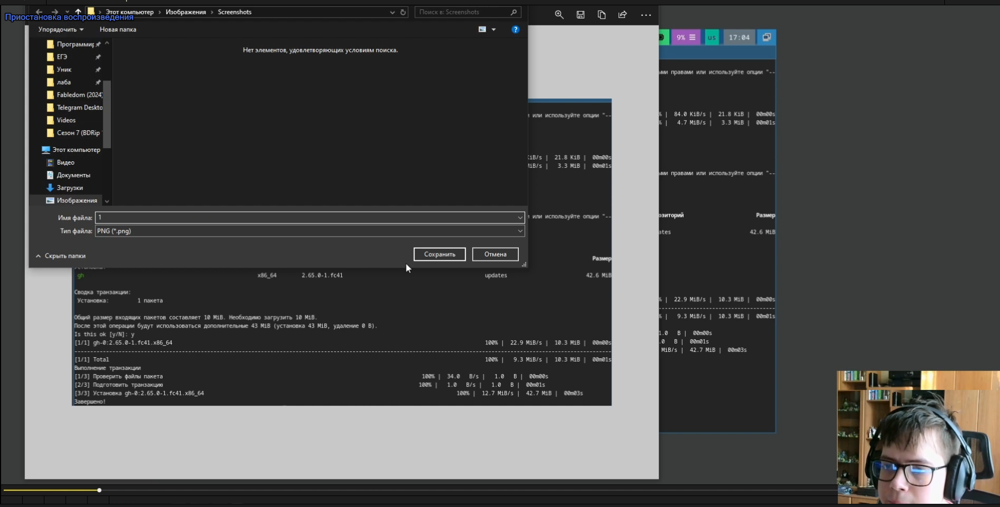 Этот компьютер › Изображения › Screenshots
Поиск в: Screenshots
Приостановка воспроизведения
Упорядочить
Новая папка
9%
us
17:04
Нет элементов, удовлетворяющих условиям поиска.
Программир
ЕГЭ
Уник
лаба
Fabledom (2024)
Telegram Deskto
Videos
Сезон 7 (BDRip
Этот компьютер
Видео
Документы
Загрузки
Изображения
Имя файла: 1
Тип файла: PNG (*.png)
Скрыть папки
Сохранить
Отмена
или используйте опции "--
KiB/s | 21.8 KiB | 00m00s
MiB/s | 3.3 MiB | 00m01s
или используйте опции "--
Размер
gh x86_64 2.65.0-1.fc41 updates 42.6 MiB
Сводка транзакции:
Установка: 1 пакета
Общий размер входящих пакетов составляет 10 MiB. Необходимо загрузить 10 MiB.
После этой операции будут использоваться дополнительные 43 MiB (установка 43 MiB, удаление 0 B).
Is this ok [y/N]: y
[1/1] gh-0:2.65.0-1.fc41.x86_64 100% | 22.9 MiB/s | 10.3 MiB | 00m00s
[1/1] Total 100% | 9.3 MiB/s | 10.3 MiB | 00m01s
Выполнение транзакции
[1/3] Проверить файлы пакета 100% | 34.0 B/s | 1.0 B | 00m00s
[2/3] Подготовить транзакцию 100% | 1.0 B/s | 1.0 B | 00m01s
[3/3] Установка gh-0:2.65.0-1.fc41.x86_64 100% | 12.7 MiB/s | 42.7 MiB | 00m03s
Завершено!
ыми правами или используйте опции "--
% | 84.0 KiB/s | 21.8 KiB | 00m00s
% | 4.7 MiB/s | 3.3 MiB | 00m01s
ыми правами или используйте опции "--
озиторий Размер
ates 42.6 MiB
% | 22.9 MiB/s | 10.3 MiB | 00m00s
% | 9.3 MiB/s | 10.3 MiB | 00m01s
1.0 B | 00m00s
.0 B | 00m01s
MiB/s | 42.7 MiB | 00m03s